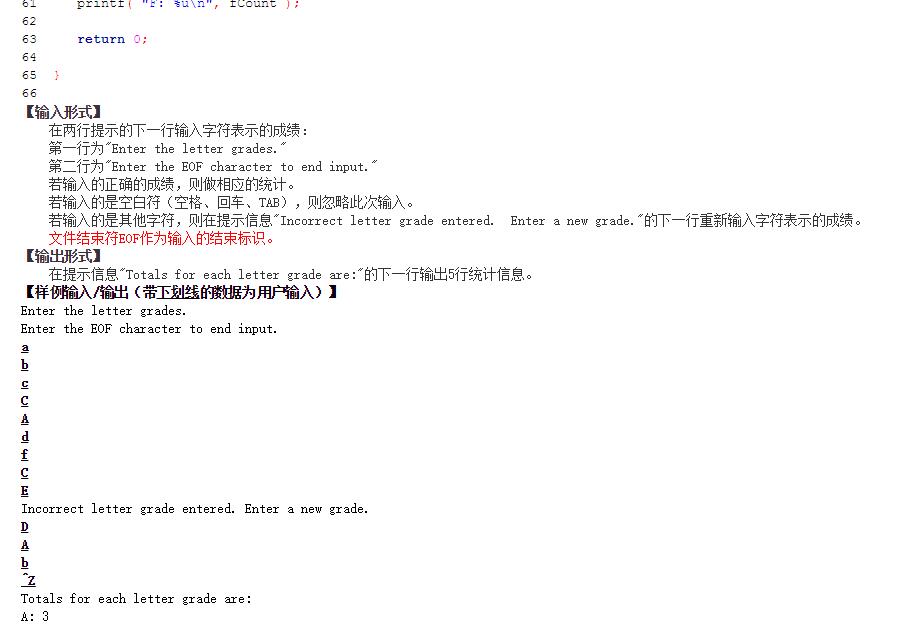 61 printf( "F: %u\n", fCount );
62
63 return 0;
64
65 }
66
【输入形式】
在两行提示的下一行输入字符表示的成绩:
第一行为"Enter the letter grades."
第二行为"Enter the EOF character to end input."
若输入的正确的成绩，则做相应的统计。
若输入的是空白符（空格、回车、TAB），则忽略此次输入。
若输入的是其他字符，则在提示信息"Incorrect letter grade entered.  Enter a new grade."的下一行重新输入字符表示的成绩。
文件结束符EOF作为输入的结束标识。
【输出形式】
在提示信息"Totals for each letter grade are:"的下一行输出5行统计信息。
【样例输入/输出（带下划线的数据为用户输入）】
Enter the letter grades.
Enter the EOF character to end input.
a
b
c
C
A
d
f
C
E
Incorrect letter grade entered. Enter a new grade.
D
A
b
^Z
Totals for each letter grade are:
A: 3